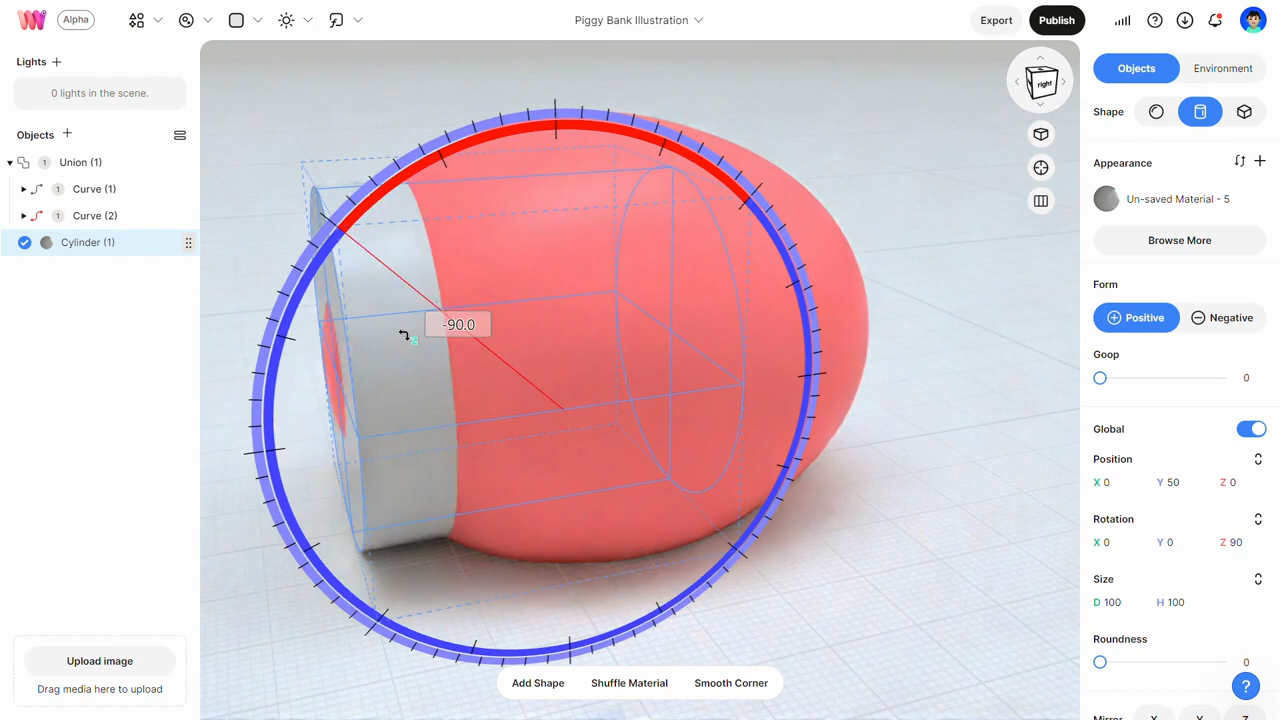 Alpha
Piggy Bank Illustration
Export
Publish
Lights +
0 lights in the scene.
Objects +
1 Union (1)
1 Curve (1)
1 Curve (2)
Cylinder (1)
Upload image
Drag media here to upload
-90.0
z
right
Add Shape
Shuffle Material
Smooth Corner
Objects
Environment
Shape
Appearance
Un-saved Material - 5
Browse More
Form
Positive
Negative
Goop
0
Global
Position
X 0 Y 50 Z 0
Rotation
X 0 Y 0 Z 90
Size
D 100 H 100
Roundness
0
?
Mirror X Y Z